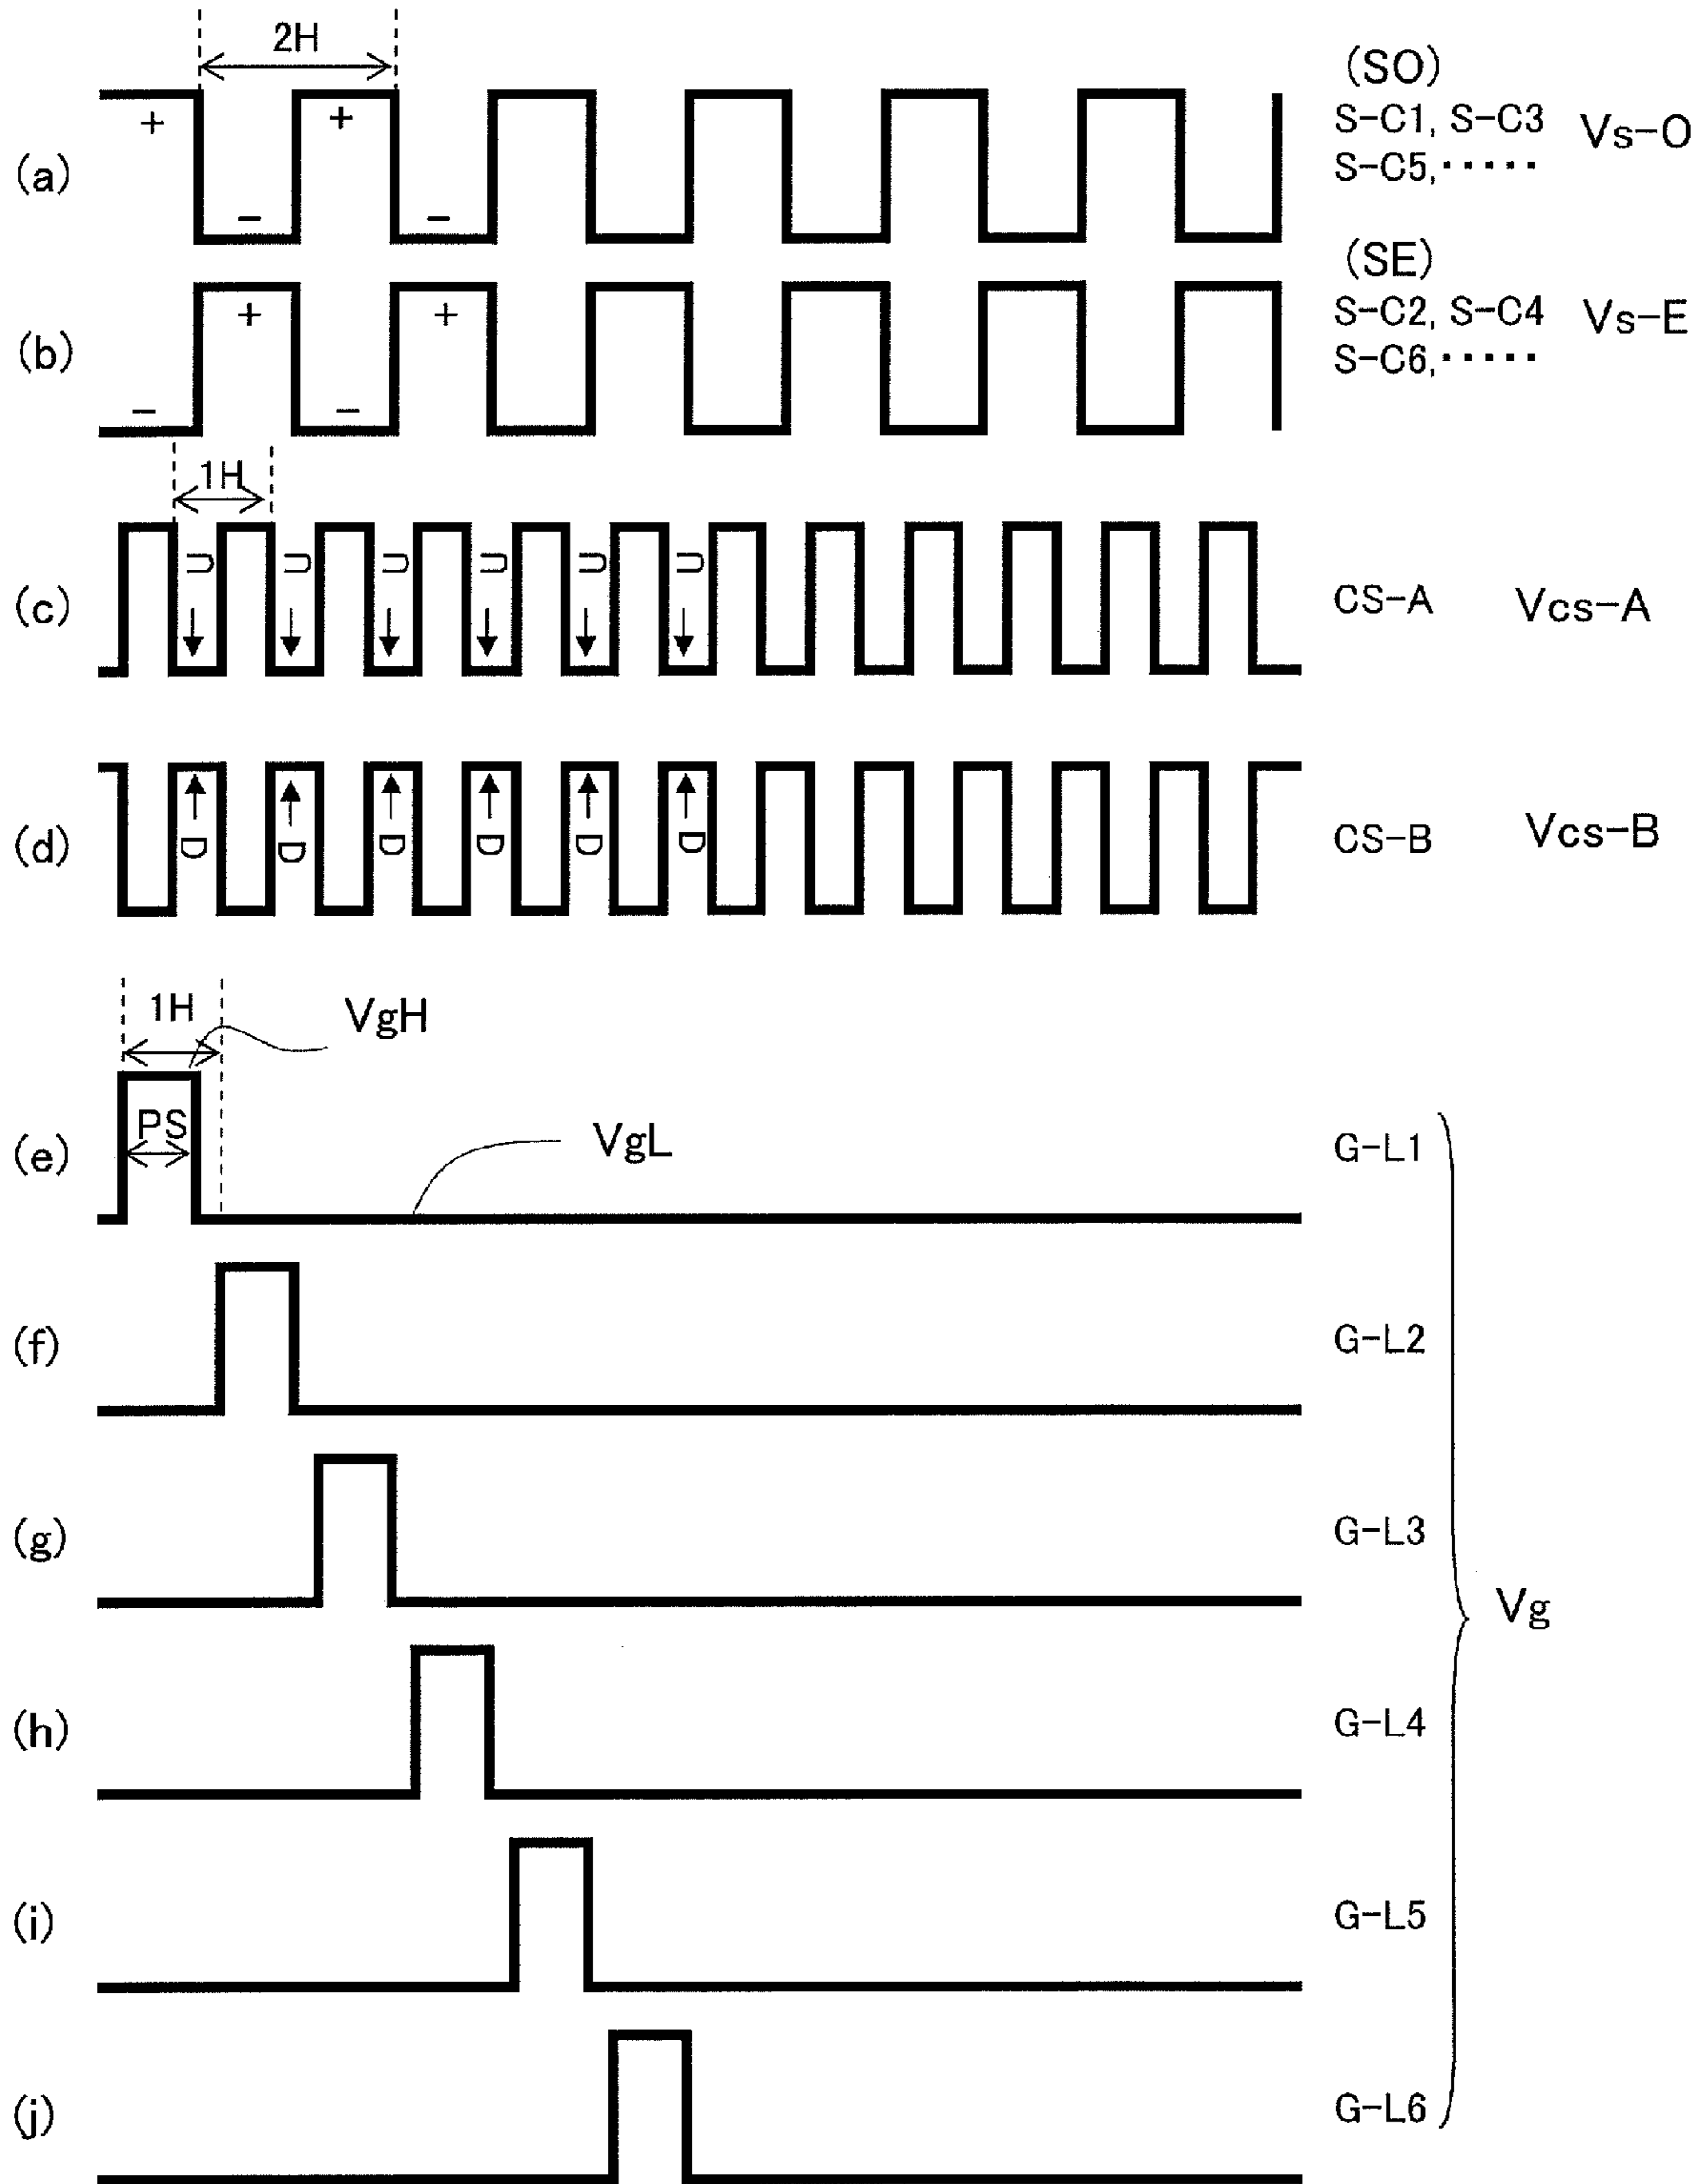 2H
(SO)
(a)
+
+
−
−
S-C1, S-C3
S-C5,·····
Vs-O
(SE)
(b)
+
+
−
−
S-C2, S-C4
S-C6,·····
Vs-E
1H
(c)
U U U U U U
CS-A
Vcs-A
(d)
D D D D D D
CS-B
Vcs-B
1H
VgH
(e)
PS
VgL
G-L1
(f)
G-L2
(g)
G-L3
Vg
(h)
G-L4
(i)
G-L5
(j)
G-L6